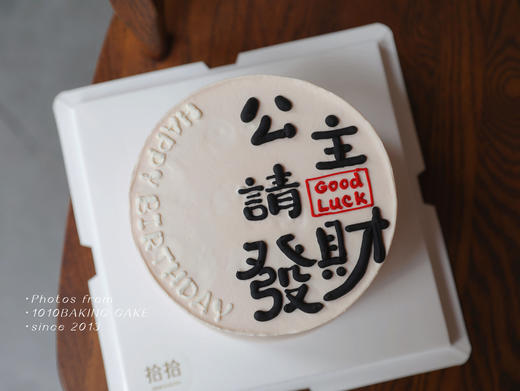 HAPPY BIRTHDAY
公主
請
發財
Good
Luck
·Photos from
·1010BAKING CAKE
·since 2013
拾拾